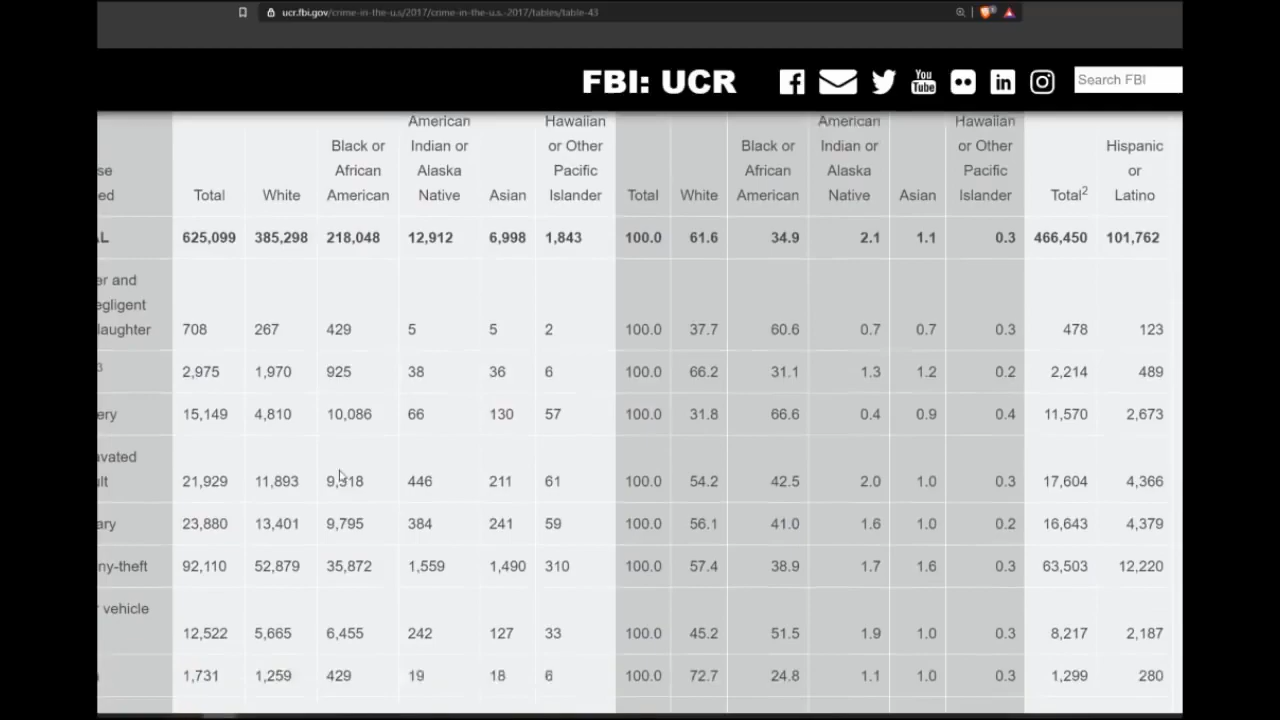 ucr.fbi.gov/crime-in-the-u.s/2017/crime-in-the-u.s.-2017/tables/table-43
FBI: UCR
You
Tube
in
Search FBI
se
ed
Total
White
Black or
African
American
American
Indian or
Alaska
Native
Asian
Hawaiian
or Other
Pacific
Islander
Total
White
Black or
African
American
American
Indian or
Alaska
Native
Asian
Hawaiian
or Other
Pacific
Islander
Total2
Hispanic
or
Latino
AL 625,099 385,298 218,048 12,912 6,998 1,843 100.0 61.6 34.9 2.1 1.1 0.3 466,450 101,762
er and
egligent
laughter 708 267 429 5 5 2 100.0 37.7 60.6 0.7 0.7 0.3 478 123
3 2,975 1,970 925 38 36 6 100.0 66.2 31.1 1.3 1.2 0.2 2,214 489
ery 15,149 4,810 10,086 66 130 57 100.0 31.8 66.6 0.4 0.9 0.4 11,570 2,673
avated
ult 21,929 11,893 9,318 446 211 61 100.0 54.2 42.5 2.0 1.0 0.3 17,604 4,366
ary 23,880 13,401 9,795 384 241 59 100.0 56.1 41.0 1.6 1.0 0.2 16,643 4,379
ny-theft 92,110 52,879 35,872 1,559 1,490 310 100.0 57.4 38.9 1.7 1.6 0.3 63,503 12,220
vehicle
12,522 5,665 6,455 242 127 33 100.0 45.2 51.5 1.9 1.0 0.3 8,217 2,187
1,731 1,259 429 19 18 6 100.0 72.7 24.8 1.1 1.0 0.3 1,299 280